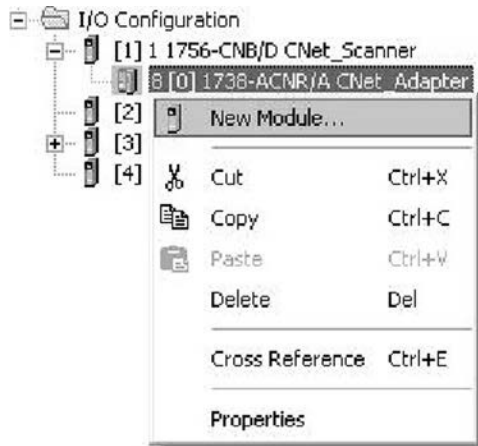 I/O Configuration
[1] 1 1756-CNB/D CNet_Scanner
8 [0] 1738-ACNR/A CNet_Adapter
[2]
New Module...
[3]
[4]
Cut Ctrl+X
Copy Ctrl+C
Paste Ctrl+V
Delete Del
Cross Reference Ctrl+E
Properties